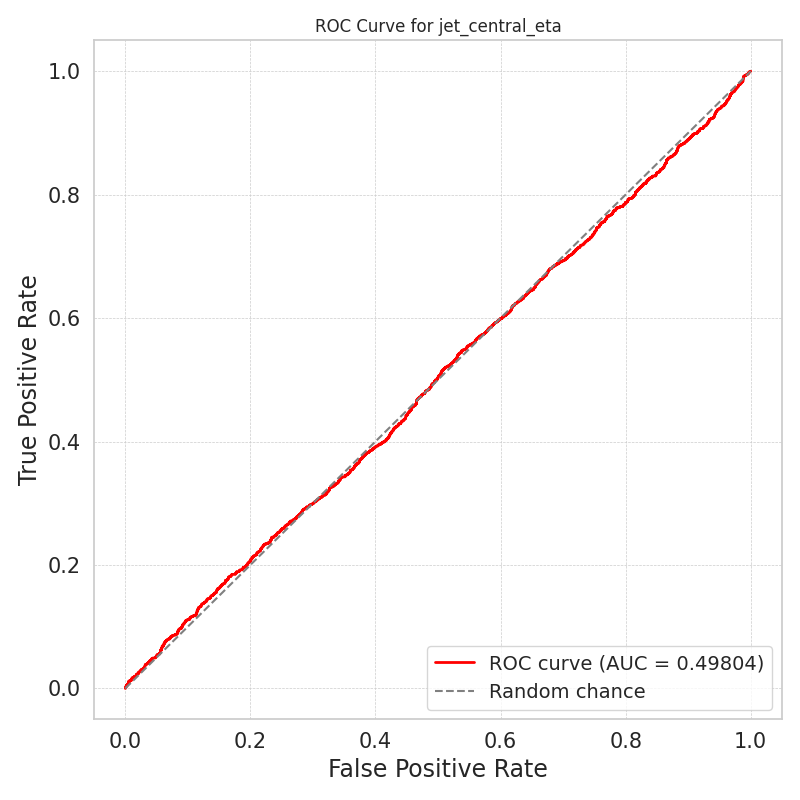 ROC Curve for jet_central_eta
True Positive Rate
1.0
0.8
0.6
0.4
0.2
0.0
ROC curve (AUC = 0.49804)
Random chance
0.0 0.2 0.4 0.6 0.8 1.0
False Positive Rate